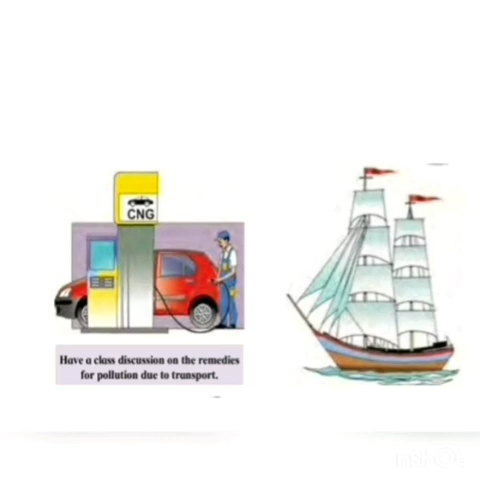 CNG
Have a class discussion on the remedies
for pollution due to transport.